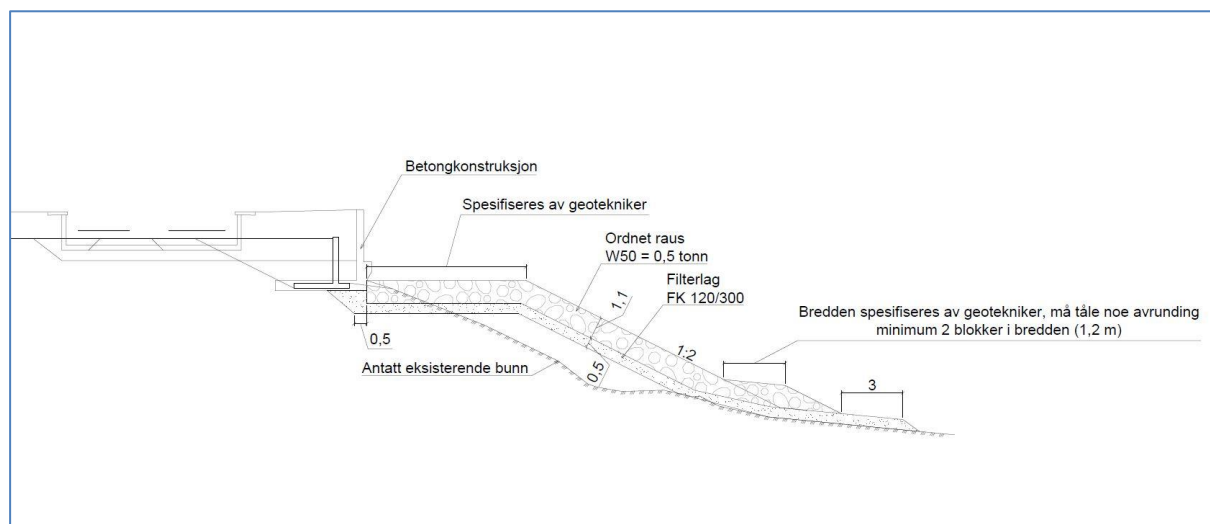 Betongkonstruksjon
Spesifiseres av geotekniker
Ordnet raus
W50 = 0,5 tonn
Filterlag
FK 120/300
1,1
Bredden spesifiseres av geotekniker, må tåle noe avrunding
minimum 2 blokker i bredden (1,2 m)
0,5
1:2
Antatt eksisterende bunn
0,5
3